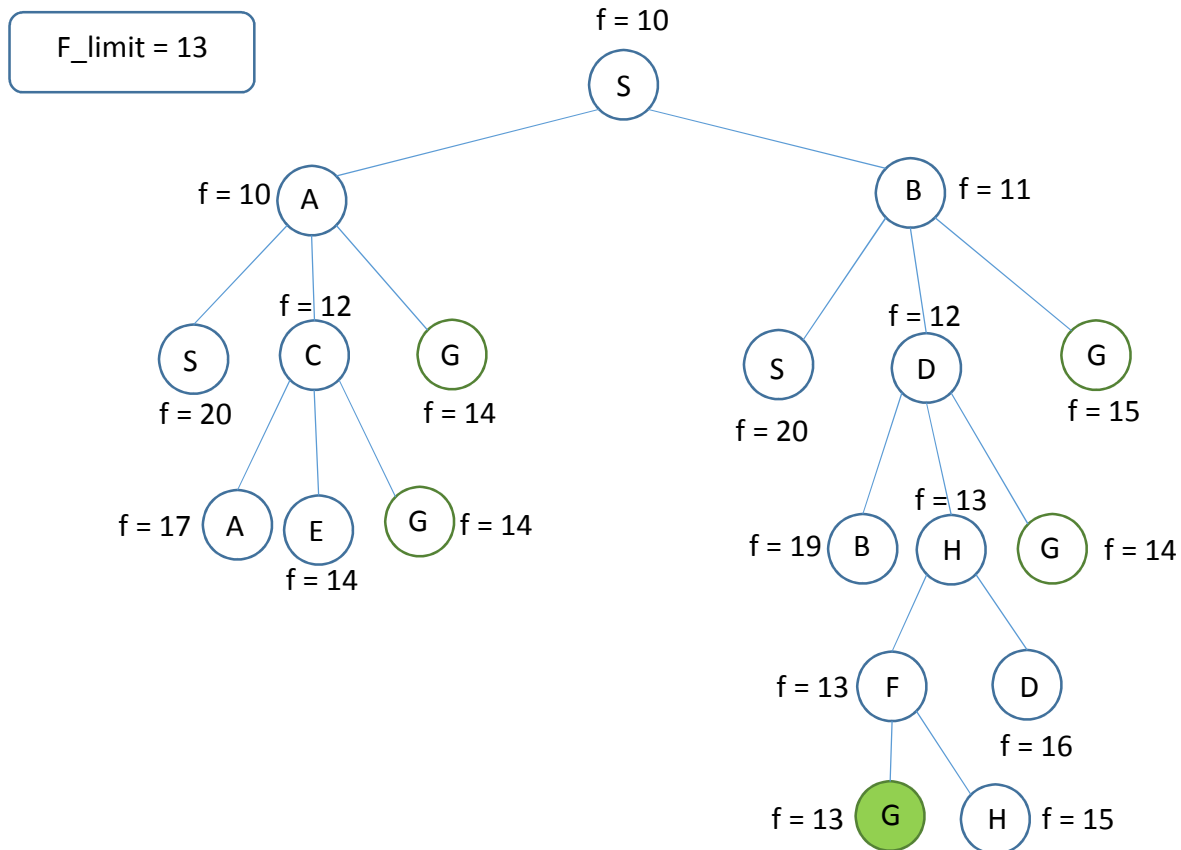 f = 10
F_limit = 13
S
f = 10
A
B
f = 11
f = 12
f = 12
S
C
G
S
D
G
f = 20
f = 14
f = 20
f = 15
f = 17
A
E
G
f = 14
f = 13
f = 19
B
H
G
f = 14
f = 14
f = 13
F
D
f = 16
f = 13
G
H
f = 15